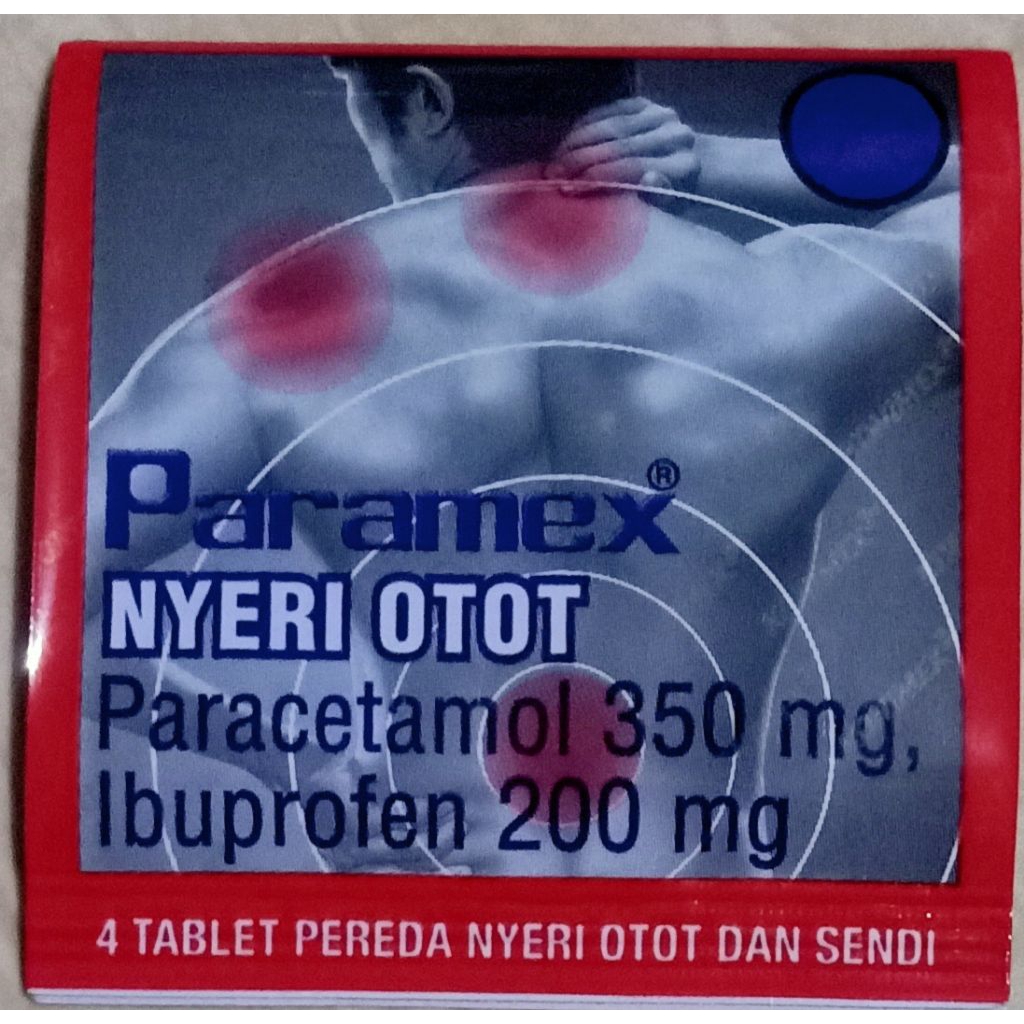 Paramex®
NYERI OTOT
Paracetamol 350 mg,
Ibuprofen 200 mg
4 TABLET PEREDA NYERI OTOT DAN SENDI